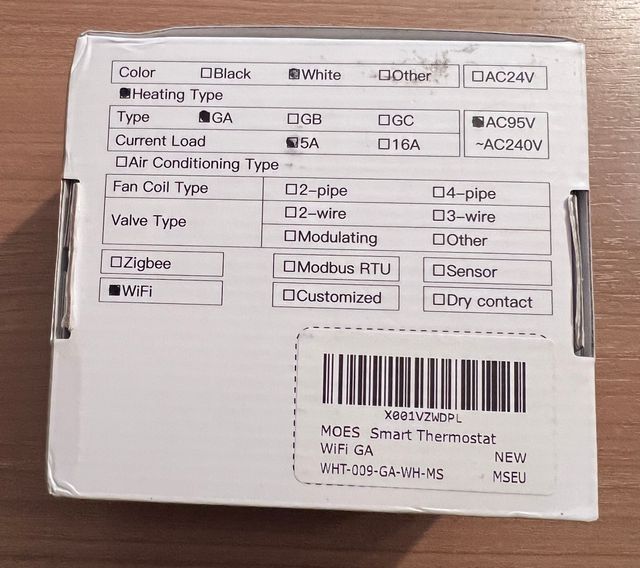 Color ☐Black ■White ☐Other ☐AC24V
■Heating Type
Type ■GA ☐GB ☐GC ■AC95V
Current Load ■5A ☐16A ~AC240V
☐Air Conditioning Type
Fan Coil Type ☐2-pipe ☐4-pipe
Valve Type ☐2-wire ☐3-wire
☐Modulating ☐Other
☐Zigbee ☐Modbus RTU ☐Sensor
■WiFi ☐Customized ☐Dry contact
X001VZWDPL
MOES Smart Thermostat
WiFi GA NEW
WHT-009-GA-WH-MS MSEU